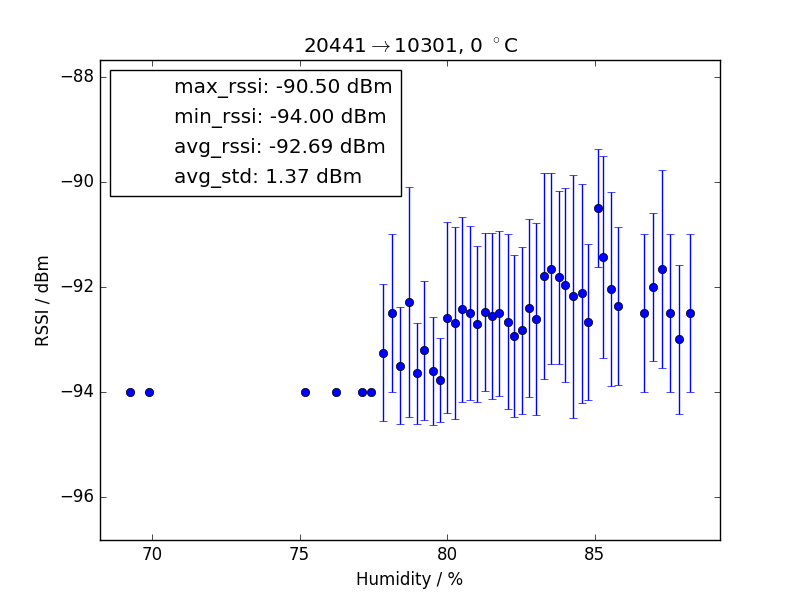 20441→10301, 0 °C
max_rssi: -90.50 dBm
min_rssi: -94.00 dBm
avg_rssi: -92.69 dBm
avg_std: 1.37 dBm
−88
−90
−92
−94
−96
RSSI / dBm
70 75 80 85
Humidity / %